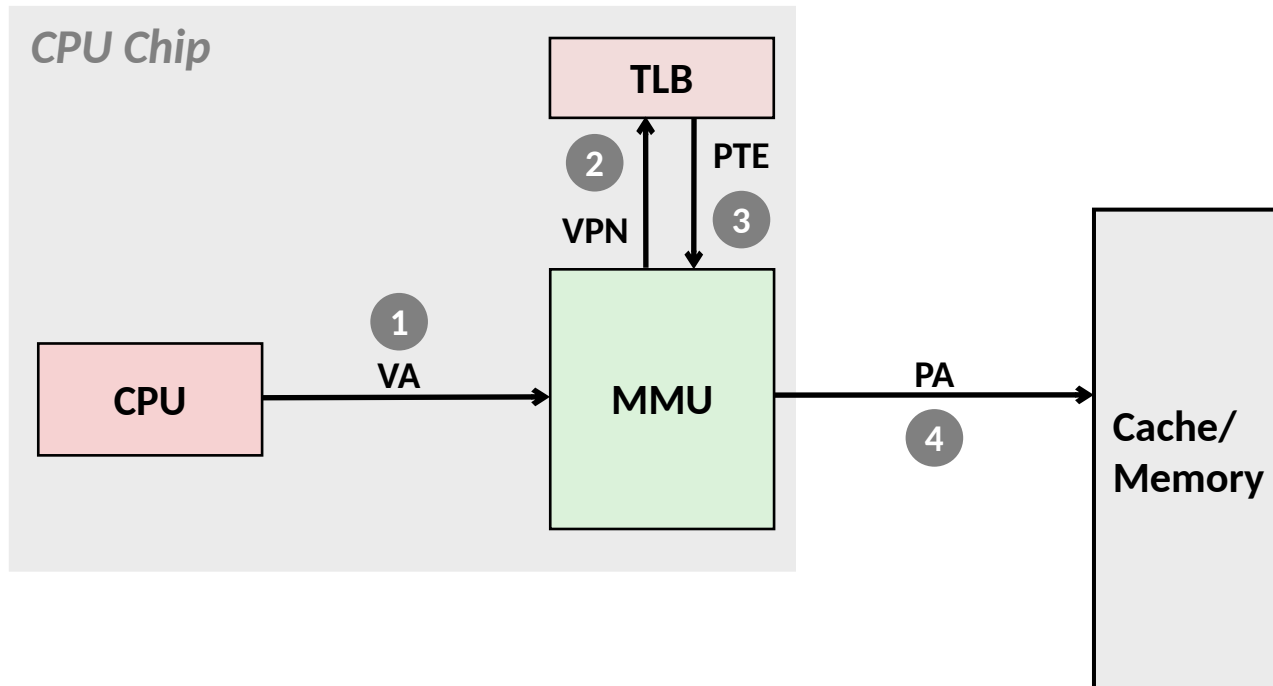 CPU Chip
TLB
2
PTE
3
VPN
1
VA
CPU
MMU
PA
4
Cache/
Memory